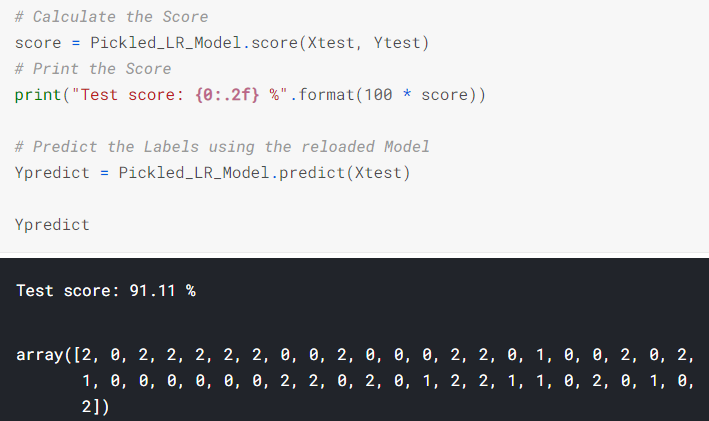 # Calculate the Score
score = Pickled_LR_Model.score(Xtest, Ytest)
# Print the Score
print("Test score: {0:.2f} %".format(100 * score))
# Predict the Labels using the reloaded Model
Ypredict = Pickled_LR_Model.predict(Xtest)
Ypredict
Test score: 91.11 %
array([2, 0, 2, 2, 2, 2, 2, 0, 0, 2, 0, 0, 0, 2, 2, 0, 1, 0, 0, 2, 0, 2,
1, 0, 0, 0, 0, 0, 0, 2, 2, 0, 2, 0, 1, 2, 2, 1, 1, 0, 2, 0, 1, 0,
2])